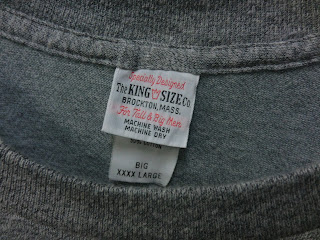 Specially Designed
The KING SIZE Co.
BROCKTON, MASS.
For Tall & Big Men
MACHINE WASH
MACHINE DRY
COTTON
BIG
XXXX LARGE